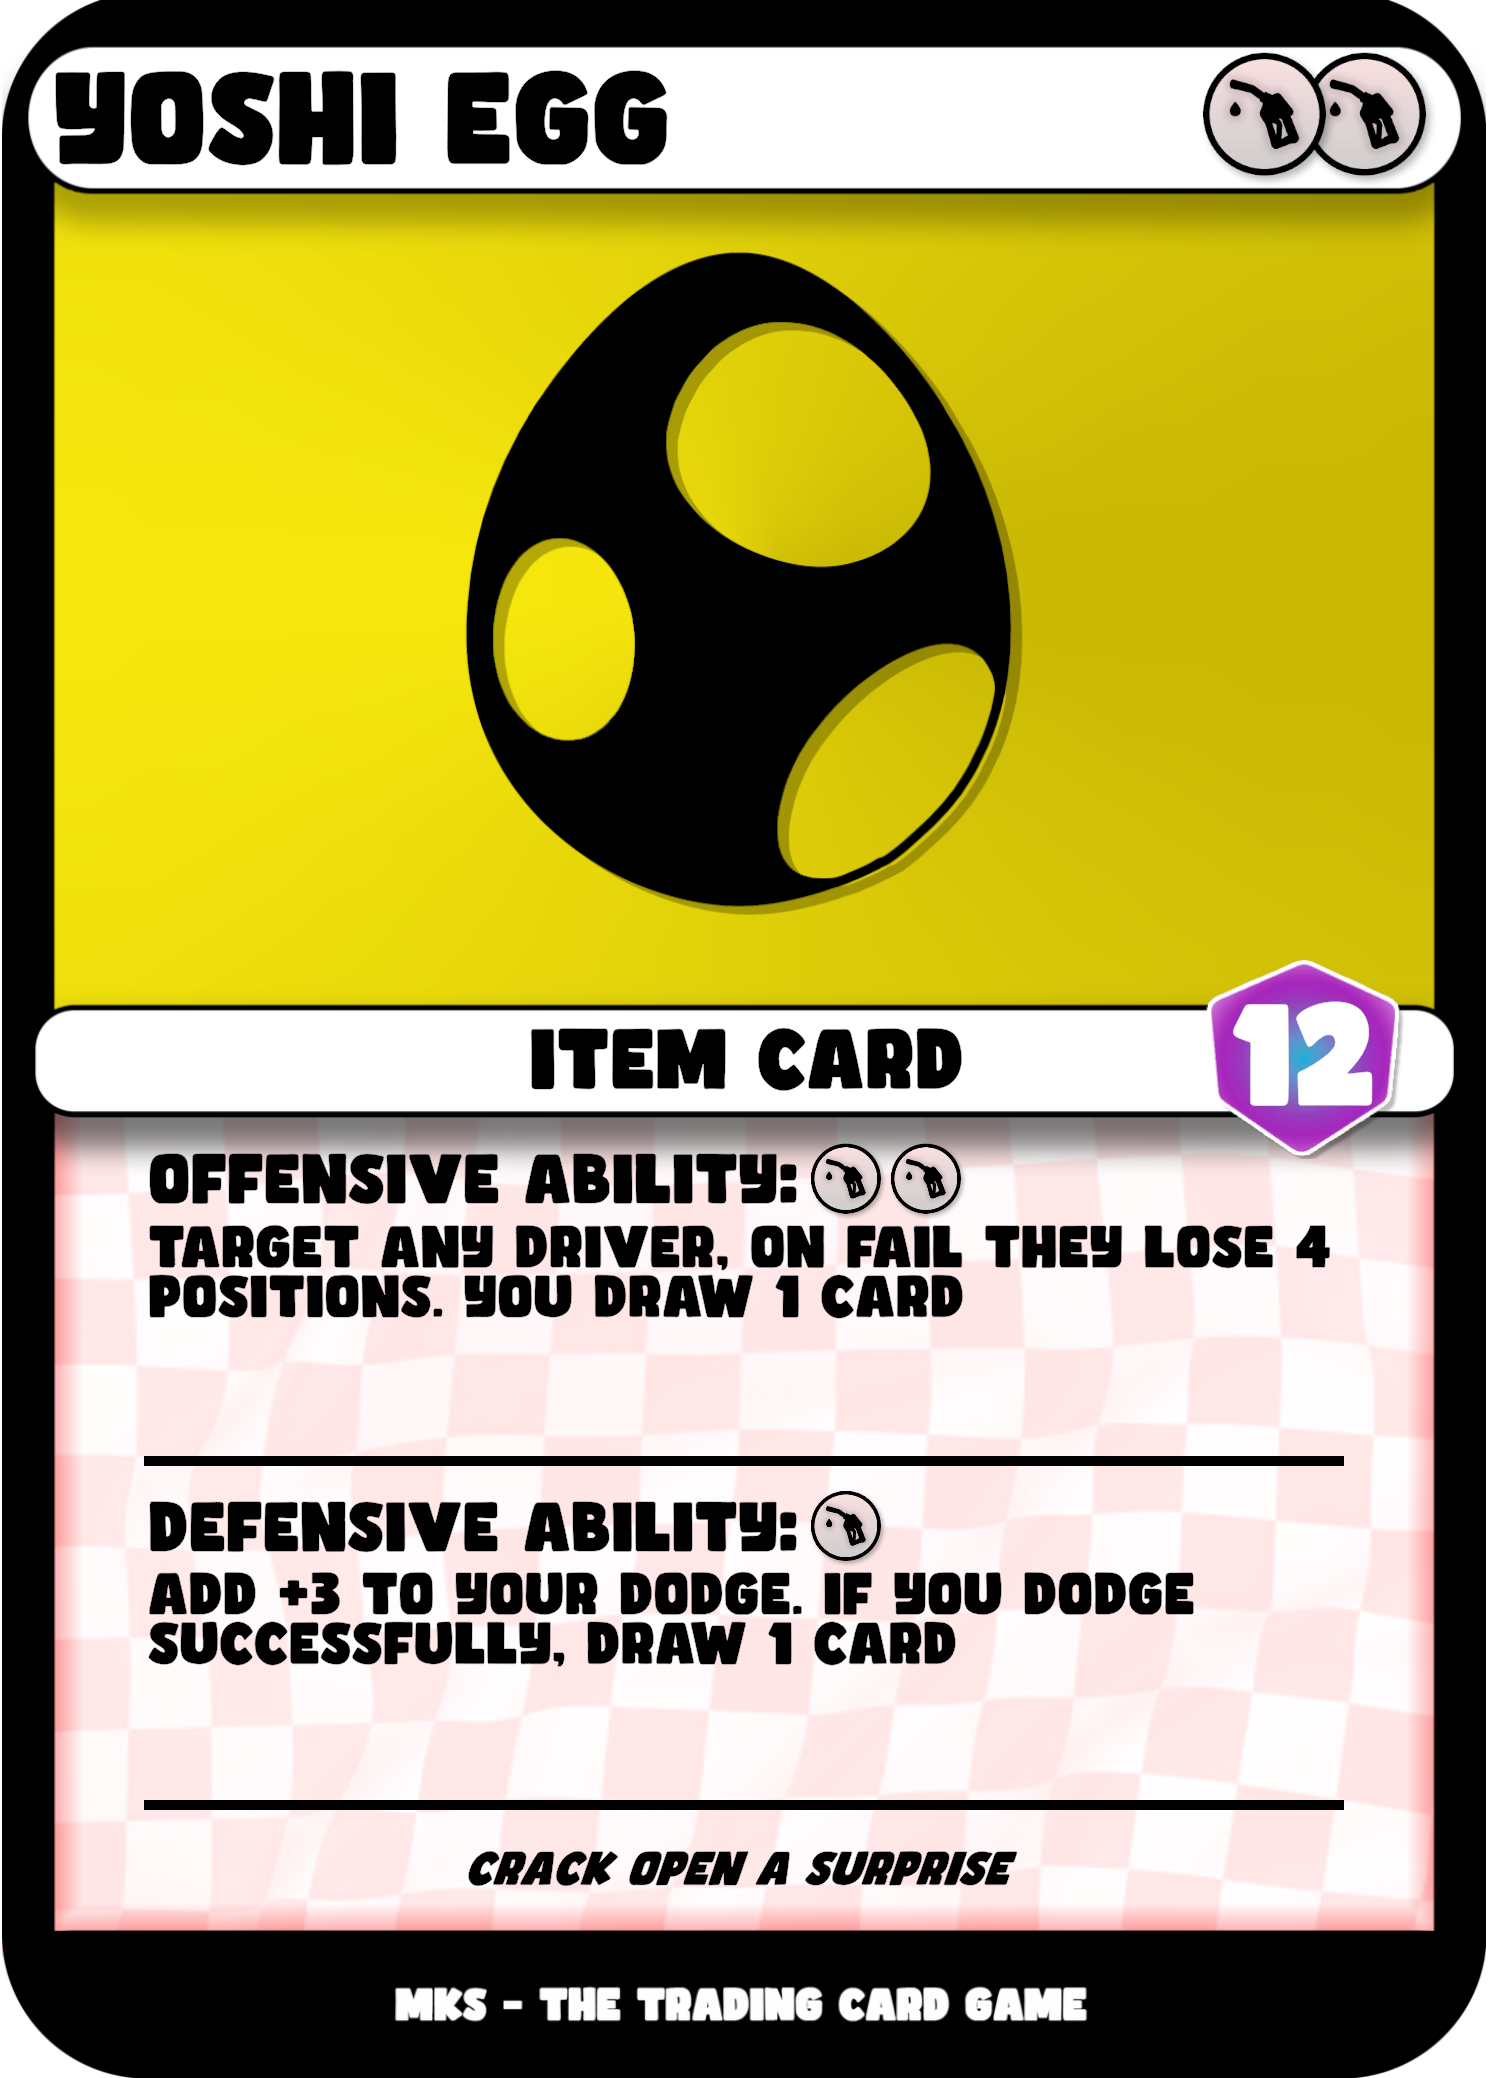 YOSHI EGG
ITEM CARD
12
OFFENSIVE ABILITY:
TARGET ANY DRIVER, ON FAIL THEY LOSE 4
POSITIONS. YOU DRAW 1 CARD
DEFENSIVE ABILITY:
ADD +3 TO YOUR DODGE. IF YOU DODGE
SUCCESSFULLY, DRAW 1 CARD
CRACK OPEN A SURPRISE
MKS - THE TRADING CARD GAME